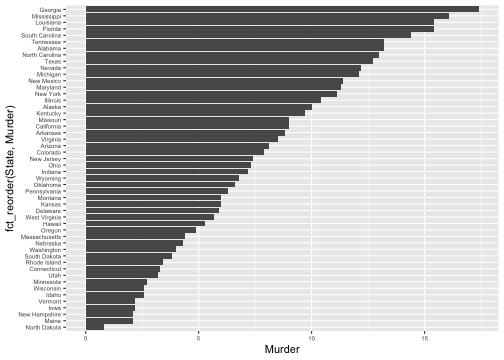 Georgia
Mississippi
Louisiana
Florida
South Carolina
Tennessee
Alabama
North Carolina
Texas
Nevada
Michigan
New Mexico
Maryland
New York
Illinois
Alaska
Kentucky
Missouri
California
Arkansas
Virginia
Arizona
Colorado
New Jersey
Ohio
Indiana
Wyoming
Oklahoma
Pennsylvania
Montana
Kansas
Delaware
West Virginia
Hawaii
Oregon
Massachusetts
Nebraska
Washington
South Dakota
Rhode Island
Connecticut
Utah
Minnesota
Wisconsin
Idaho
Vermont
Iowa
New Hampshire
Maine
North Dakota
fct_reorder(State, Murder)
0 5 10 15
Murder